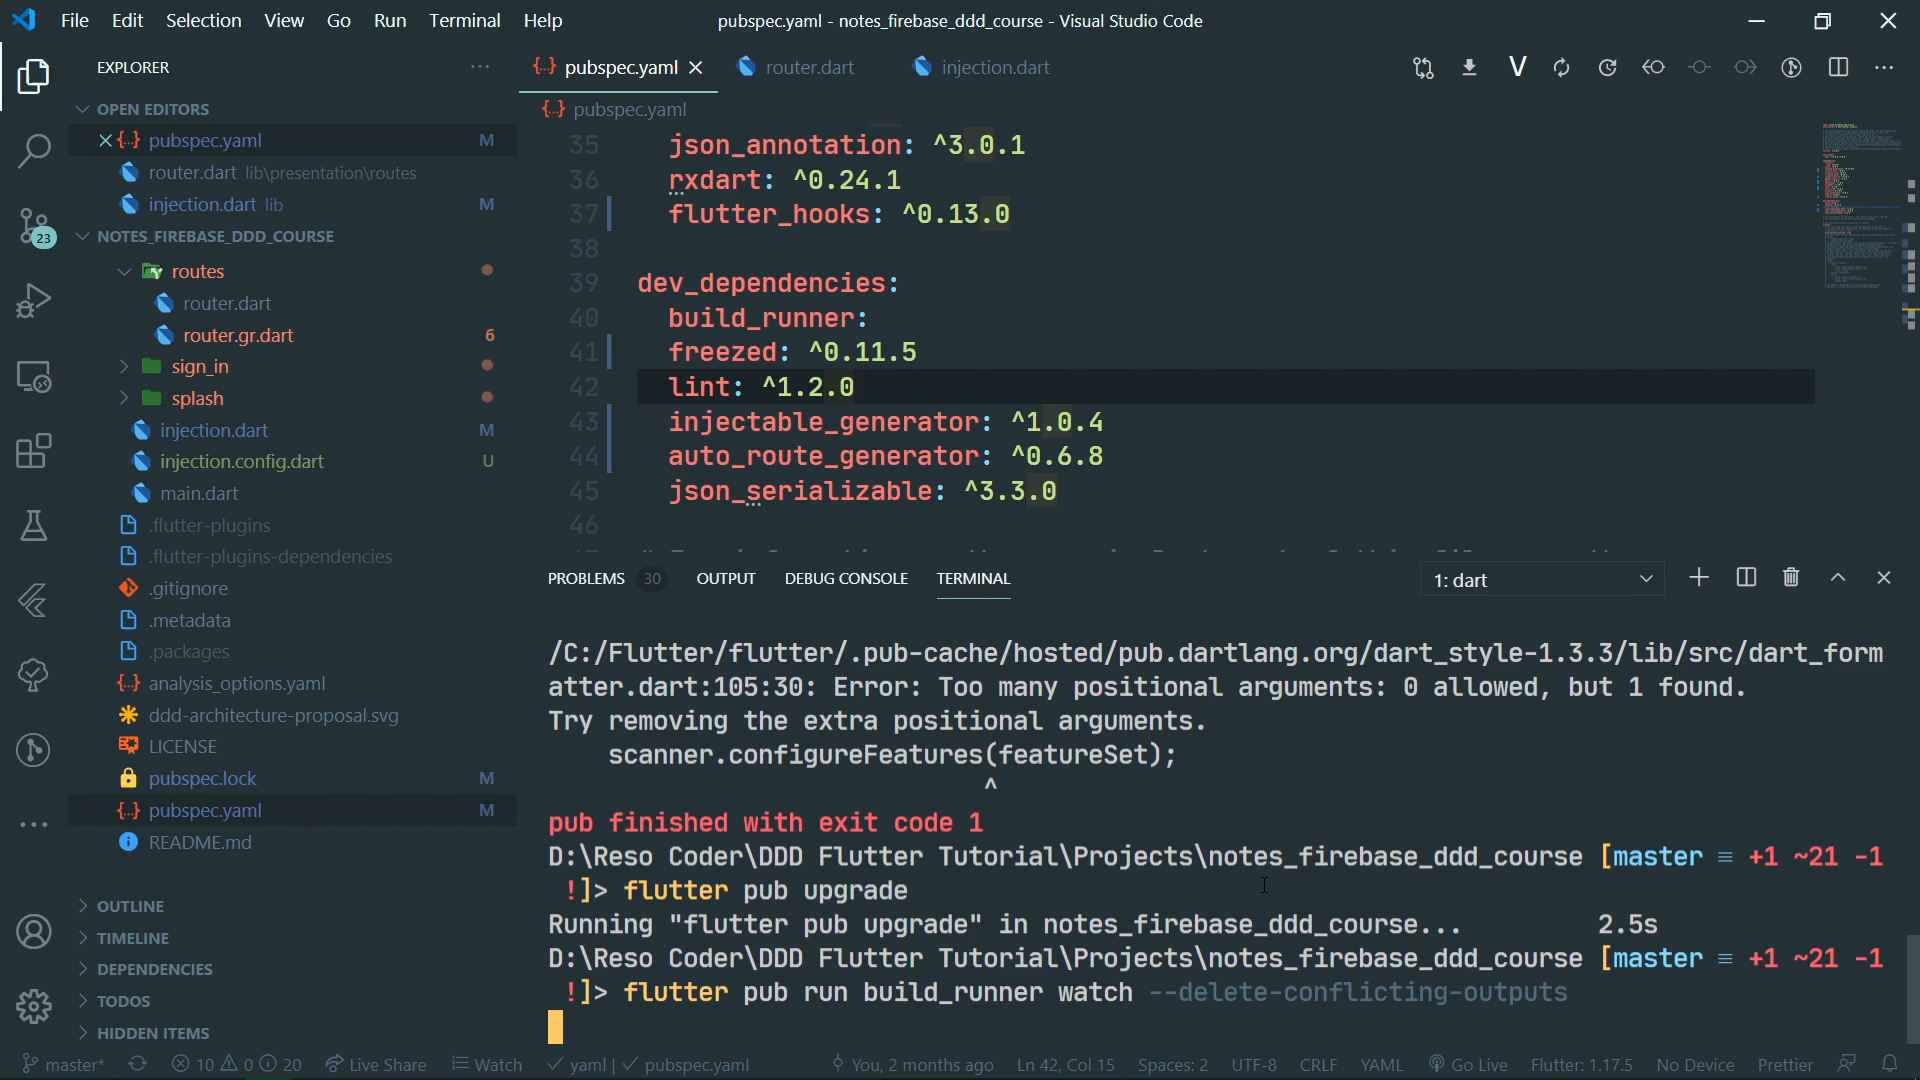 File Edit Selection View Go Run Terminal Help
pubspec.yaml - notes_firebase_ddd_course - Visual Studio Code
EXPLORER
OPEN EDITORS
pubspec.yaml M
router.dart lib\presentation\routes
injection.dart lib M
NOTES_FIREBASE_DDD_COURSE
routes
router.dart
router.gr.dart 6
sign_in
splash
injection.dart M
injection.config.dart U
main.dart
.flutter-plugins
.flutter-plugins-dependencies
.gitignore
.metadata
.packages
analysis_options.yaml
ddd-architecture-proposal.svg
LICENSE
pubspec.lock M
pubspec.yaml M
README.md
OUTLINE
TIMELINE
DEPENDENCIES
TODOS
HIDDEN ITEMS
23
pubspec.yaml router.dart injection.dart
pubspec.yaml
35 json_annotation: ^3.0.1
36 rxdart: ^0.24.1
37 flutter_hooks: ^0.13.0
38
39 dev_dependencies:
40 build_runner:
41 freezed: ^0.11.5
42 lint: ^1.2.0
43 injectable_generator: ^1.0.4
44 auto_route_generator: ^0.6.8
45 json_serializable: ^3.3.0
46
PROBLEMS 30 OUTPUT DEBUG CONSOLE TERMINAL 1: dart
/C:/Flutter/flutter/.pub-cache/hosted/pub.dartlang.org/dart_style-1.3.3/lib/src/dart_form
atter.dart:105:30: Error: Too many positional arguments: 0 allowed, but 1 found.
Try removing the extra positional arguments.
scanner.configureFeatures(featureSet);
^
pub finished with exit code 1
D:\Reso Coder\DDD Flutter Tutorial\Projects\notes_firebase_ddd_course [master ≡ +1 ~21 -1
!]> flutter pub upgrade
Running "flutter pub upgrade" in notes_firebase_ddd_course... 2.5s
D:\Reso Coder\DDD Flutter Tutorial\Projects\notes_firebase_ddd_course [master ≡ +1 ~21 -1
!]> flutter pub run build_runner watch --delete-conflicting-outputs
master* 10 0 20 Live Share Watch yaml | pubspec.yaml You, 2 months ago Ln 42, Col 15 Spaces: 2 UTF-8 CRLF YAML Go Live Flutter: 1.17.5 No Device Prettier